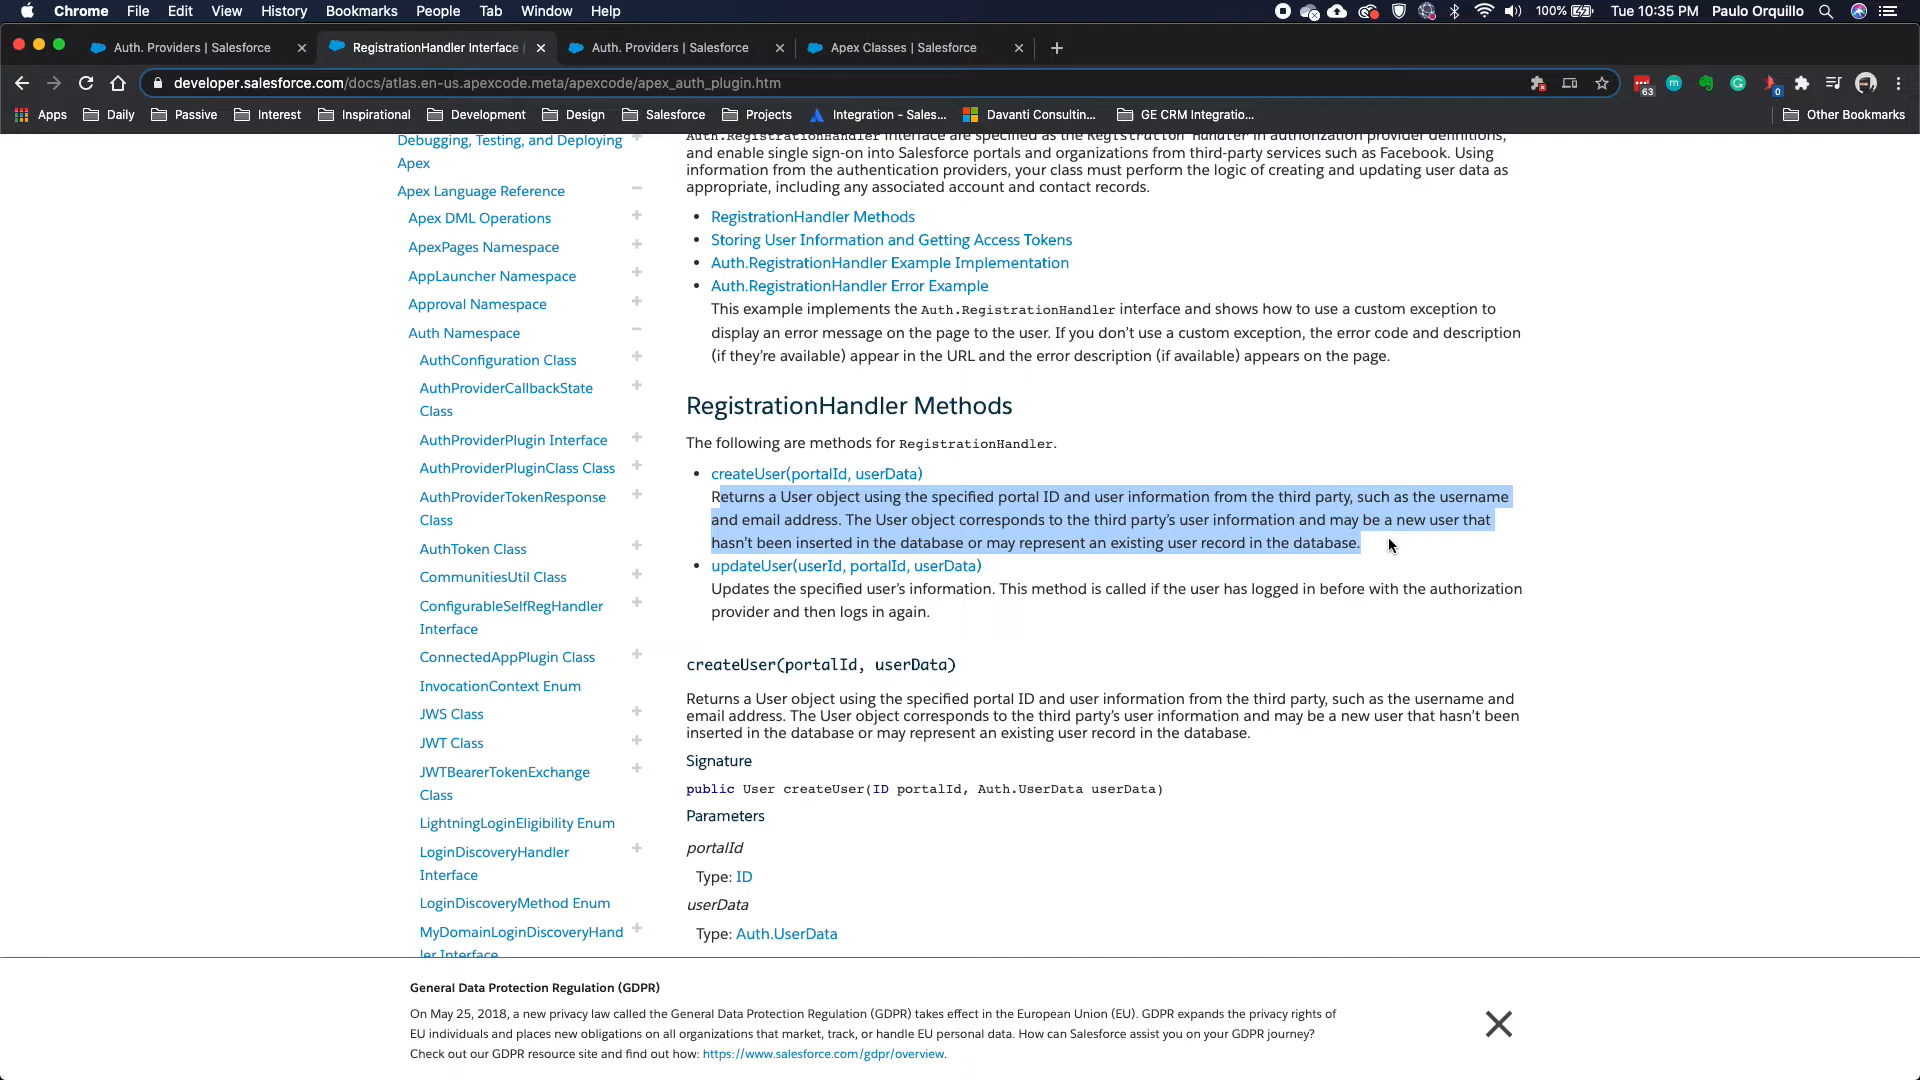 Chrome File Edit View History Bookmarks People Tab Window Help
100% Tue 10:35 PM Paulo Orquillo
Auth. Providers | Salesforce
RegistrationHandler Interface
Auth. Providers | Salesforce
Apex Classes | Salesforce
developer.salesforce.com/docs/atlas.en-us.apexcode.meta/apexcode/apex_auth_plugin.htm
63
0
Apps Daily Passive Interest Inspirational Development Design Salesforce Projects Integration - Sales... Davanti Consultin... GE CRM Integratio... Other Bookmarks
Debugging, Testing, and Deploying
Apex
Apex Language Reference
Apex DML Operations
ApexPages Namespace
AppLauncher Namespace
Approval Namespace
Auth Namespace
AuthConfiguration Class
AuthProviderCallbackState
Class
AuthProviderPlugin Interface
AuthProviderPluginClass Class
AuthProviderTokenResponse
Class
AuthToken Class
CommunitiesUtil Class
ConfigurableSelfRegHandler
Interface
ConnectedAppPlugin Class
InvocationContext Enum
JWS Class
JWT Class
JWTBearerTokenExchange
Class
LightningLoginEligibility Enum
LoginDiscoveryHandler
Interface
LoginDiscoveryMethod Enum
MyDomainLoginDiscoveryHand
ler Interface
Auth.RegistrationHandler interface are specified as the Registration Handler in authorization provider definitions,
and enable single sign-on into Salesforce portals and organizations from third-party services such as Facebook. Using
information from the authentication providers, your class must perform the logic of creating and updating user data as
appropriate, including any associated account and contact records.
• RegistrationHandler Methods
• Storing User Information and Getting Access Tokens
• Auth.RegistrationHandler Example Implementation
• Auth.RegistrationHandler Error Example
This example implements the Auth.RegistrationHandler interface and shows how to use a custom exception to
display an error message on the page to the user. If you don’t use a custom exception, the error code and description
(if they’re available) appear in the URL and the error description (if available) appears on the page.
RegistrationHandler Methods
The following are methods for RegistrationHandler.
• createUser(portalId, userData)
Returns a User object using the specified portal ID and user information from the third party, such as the username
and email address. The User object corresponds to the third party’s user information and may be a new user that
hasn’t been inserted in the database or may represent an existing user record in the database.
• updateUser(userId, portalId, userData)
Updates the specified user’s information. This method is called if the user has logged in before with the authorization
provider and then logs in again.
createUser(portalId, userData)
Returns a User object using the specified portal ID and user information from the third party, such as the username and
email address. The User object corresponds to the third party’s user information and may be a new user that hasn’t been
inserted in the database or may represent an existing user record in the database.
Signature
public User createUser(ID portalId, Auth.UserData userData)
Parameters
portalId
Type: ID
userData
Type: Auth.UserData
General Data Protection Regulation (GDPR)
On May 25, 2018, a new privacy law called the General Data Protection Regulation (GDPR) takes effect in the European Union (EU). GDPR expands the privacy rights of
EU individuals and places new obligations on all organizations that market, track, or handle EU personal data. How can Salesforce assist you on your GDPR journey?
Check out our GDPR resource site and find out how: https://www.salesforce.com/gdpr/overview.